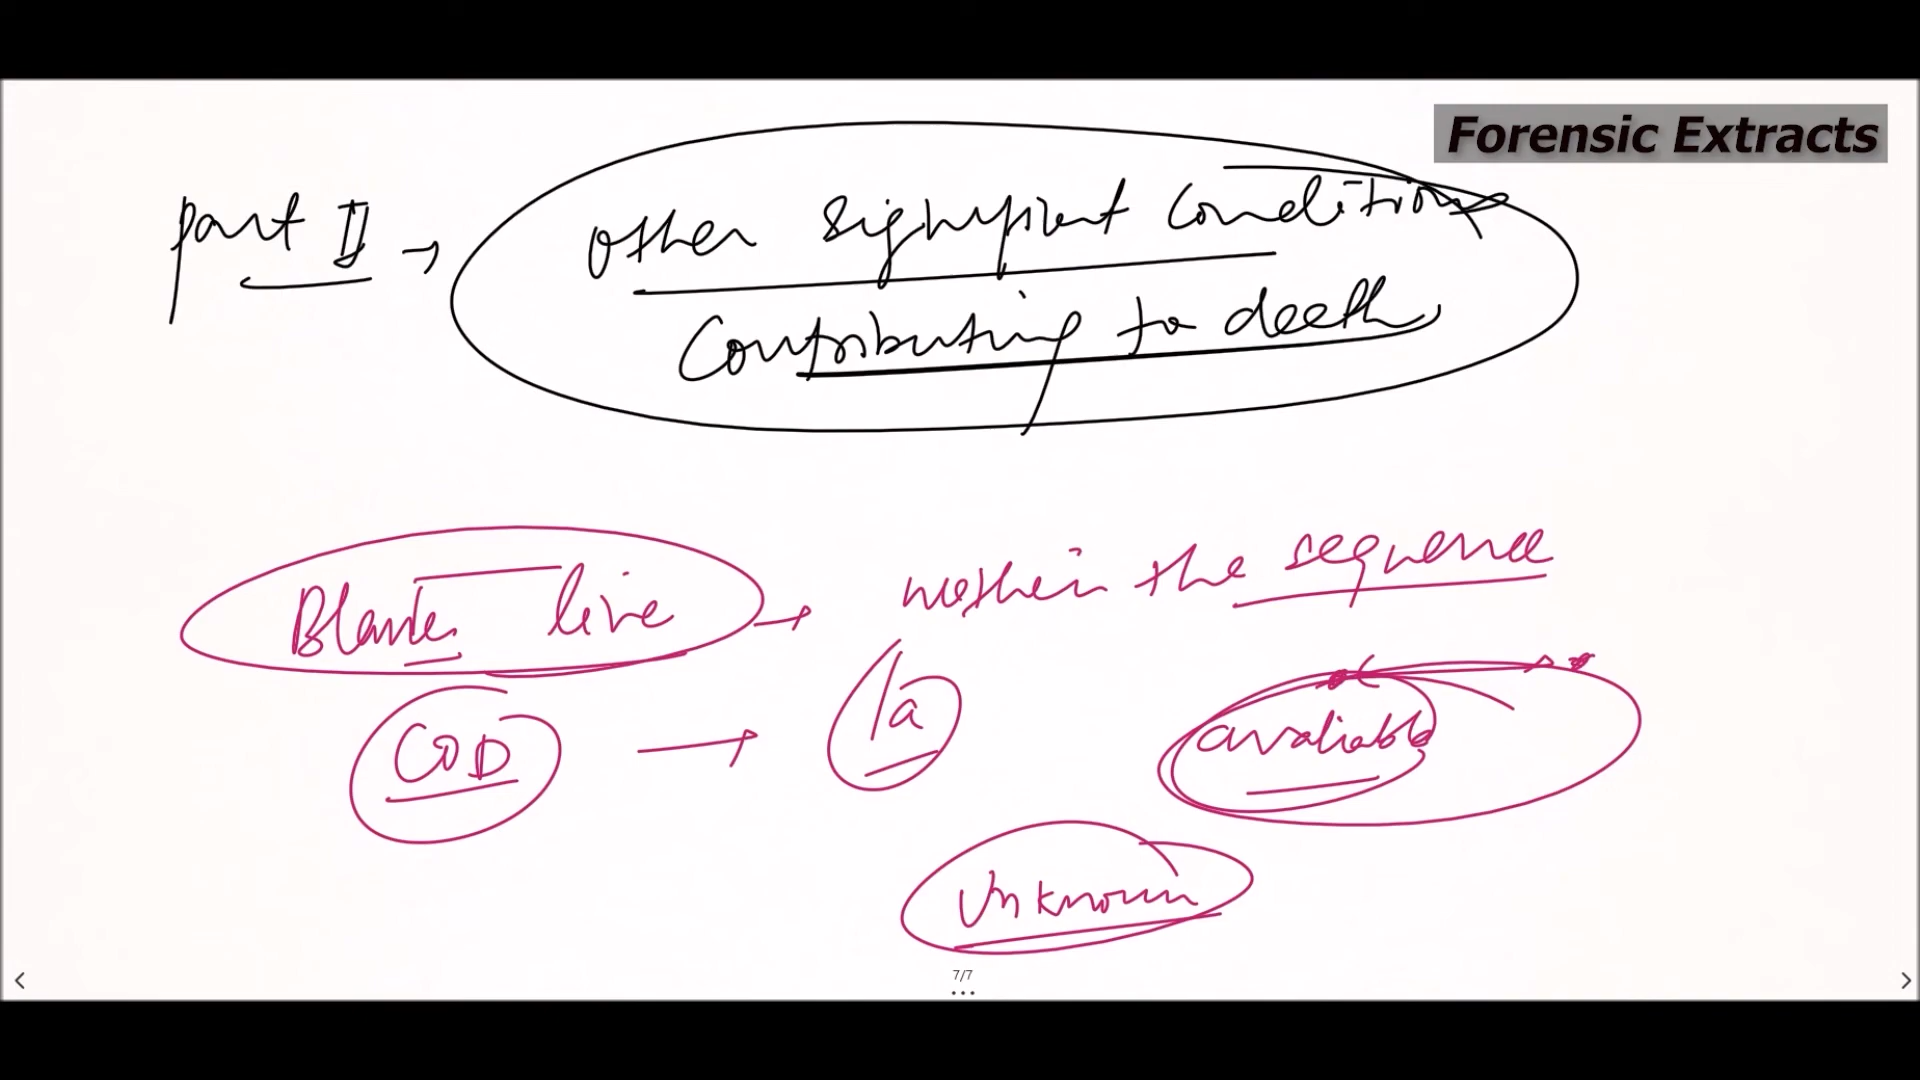 Forensic Extracts
part II → other significant conditions
contributing to death
Blank line → within the sequence
COD → 1a available
Unknown
7/7